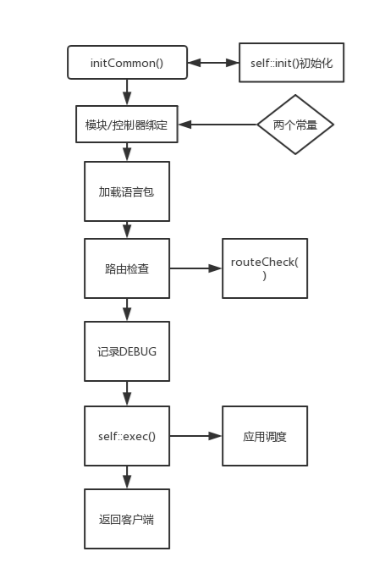 initCommon()
self::init()初始化
模块/控制器绑定
两个常量
加载语言包
路由检查
routeCheck(
)
记录DEBUG
self::exec()
应用调度
返回客户端